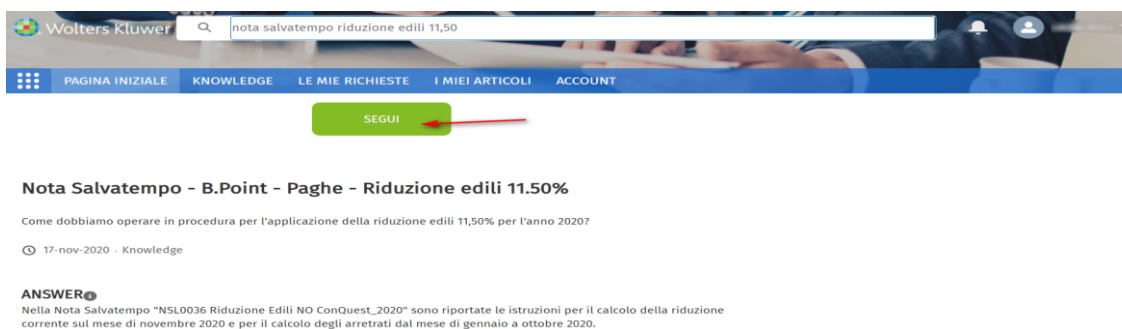 Wolters Kluwer
nota salvatempo riduzione edili 11,50
PAGINA INIZIALE KNOWLEDGE LE MIE RICHIESTE I MIEI ARTICOLI ACCOUNT
SEGUI
Nota Salvatempo - B.Point - Paghe - Riduzione edili 11.50%
Come dobbiamo operare in procedura per l'applicazione della riduzione edili 11,50% per l'anno 2020?
17-nov-2020 - Knowledge
ANSWER
Nella Nota Salvatempo "NSL0036 Riduzione Edili NO ConQuest_2020" sono riportate le istruzioni per il calcolo della riduzione
corrente sul mese di novembre 2020 e per il calcolo degli arretrati dal mese di gennaio a ottobre 2020.